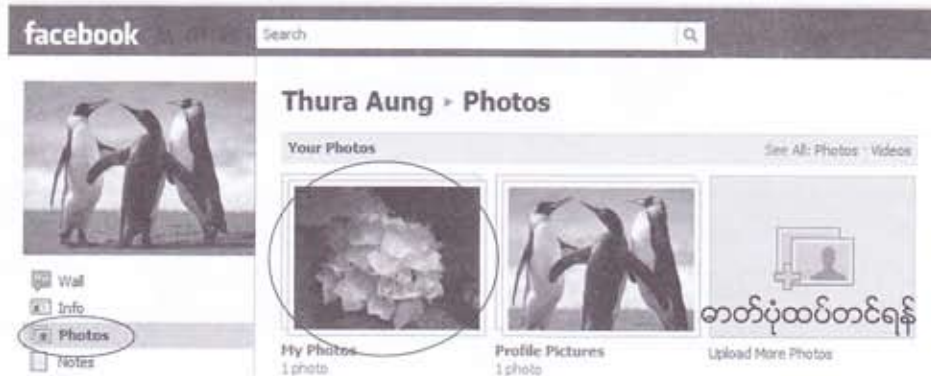 facebook
Search
Thura Aung ▸ Photos
Your Photos
See All: Photos · Videos
Wall
Info
Photos
Notes
My Photos
1 photo
Profile Pictures
1 photo
ဓာတ်ပုံထပ်တင်ရန်
Upload More Photos